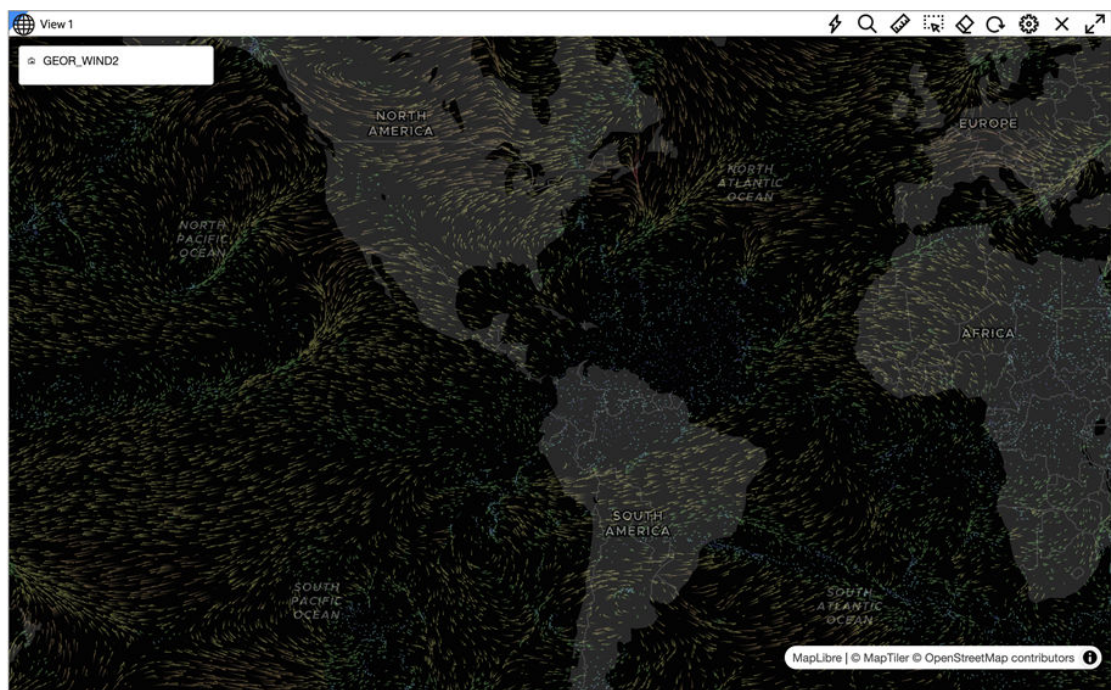 View 1
GEOR_WIND2
NORTH
AMERICA
EUROPE
NORTH
ATLANTIC
OCEAN
NORTH
PACIFIC
OCEAN
AFRICA
SOUTH
AMERICA
SOUTH
PACIFIC
OCEAN
SOUTH
ATLANTIC
OCEAN
MapLibre | © MapTiler © OpenStreetMap contributors